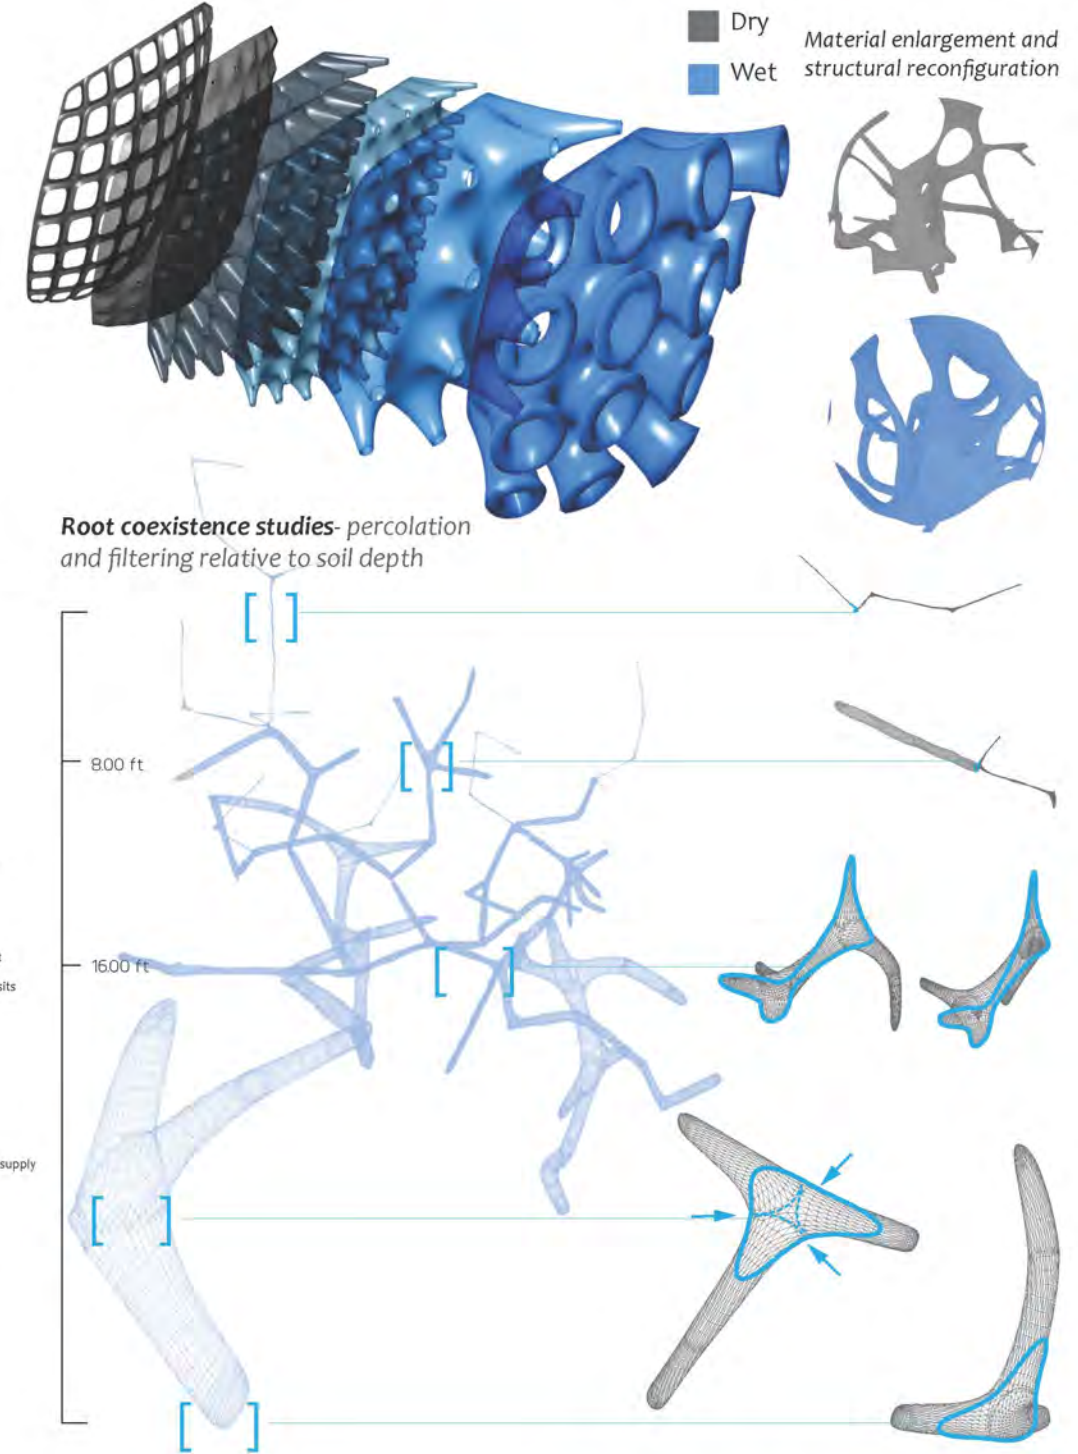 Dry
Wet
Material enlargement and
structural reconfiguration
Root coexistence studies- percolation
and filtering relative to soil depth
8.00 ft
16.00 ft
supply